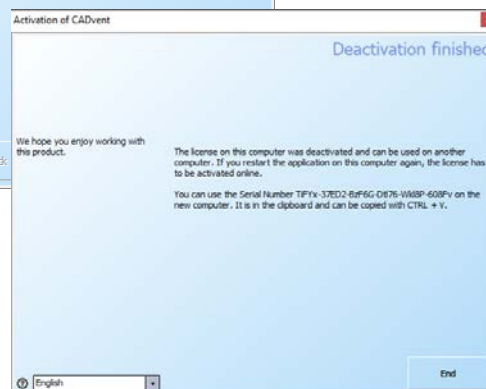 Activation of CADvent
Deactivation finished
We hope you enjoy working with
this product.
The license on this computer was deactivated and can be used on another
computer. If you restart the application on this computer again, the license has
to be activated online.
You can use the Serial Number on the
new computer. It is in the clipboard and can be copied with CTRL + V.
English
End